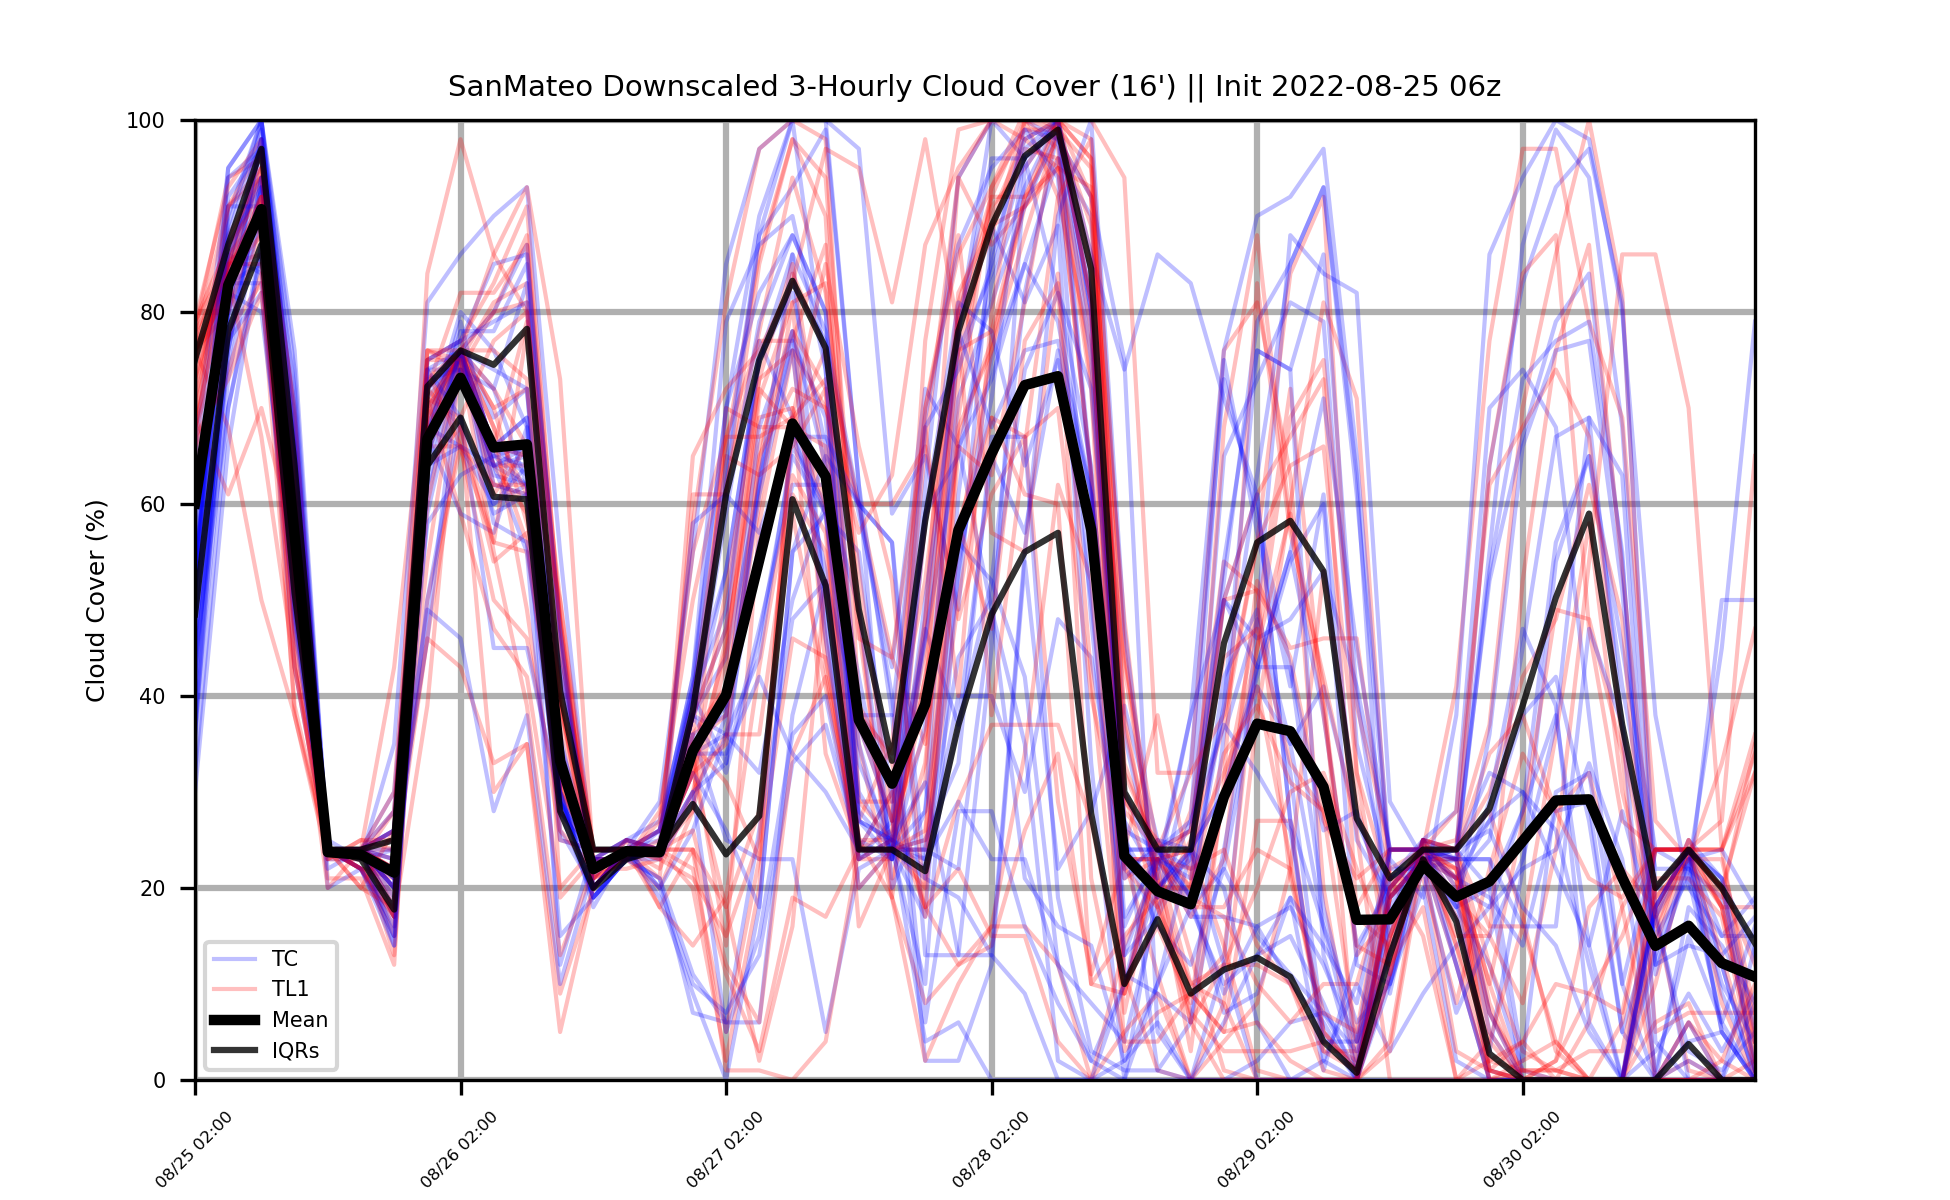 SanMateo Downscaled 3-Hourly Cloud Cover (16') || Init 2022-08-25 06z
Cloud Cover (%)
100
80
60
40
20
0
TC
TL1
Mean
IQRs
08/25 02:00
08/26 02:00
08/27 02:00
08/28 02:00
08/29 02:00
08/30 02:00